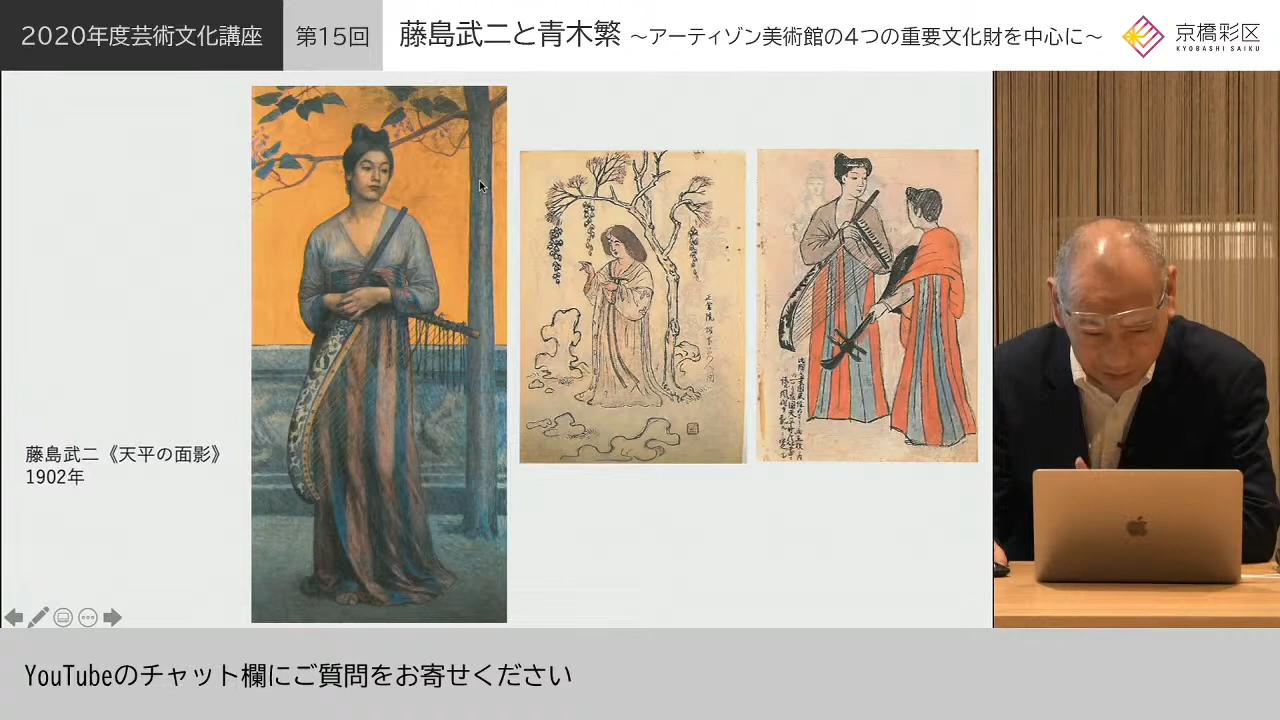 2020年度芸術文化講座
第15回
藤島武二と青木繁 ～アーティゾン美術館の4つの重要文化財を中心に～
京橋彩区
KYOBASHI SAIKU
藤島武二《天平の面影》
1902年
YouTubeのチャット欄にご質問をお寄せください